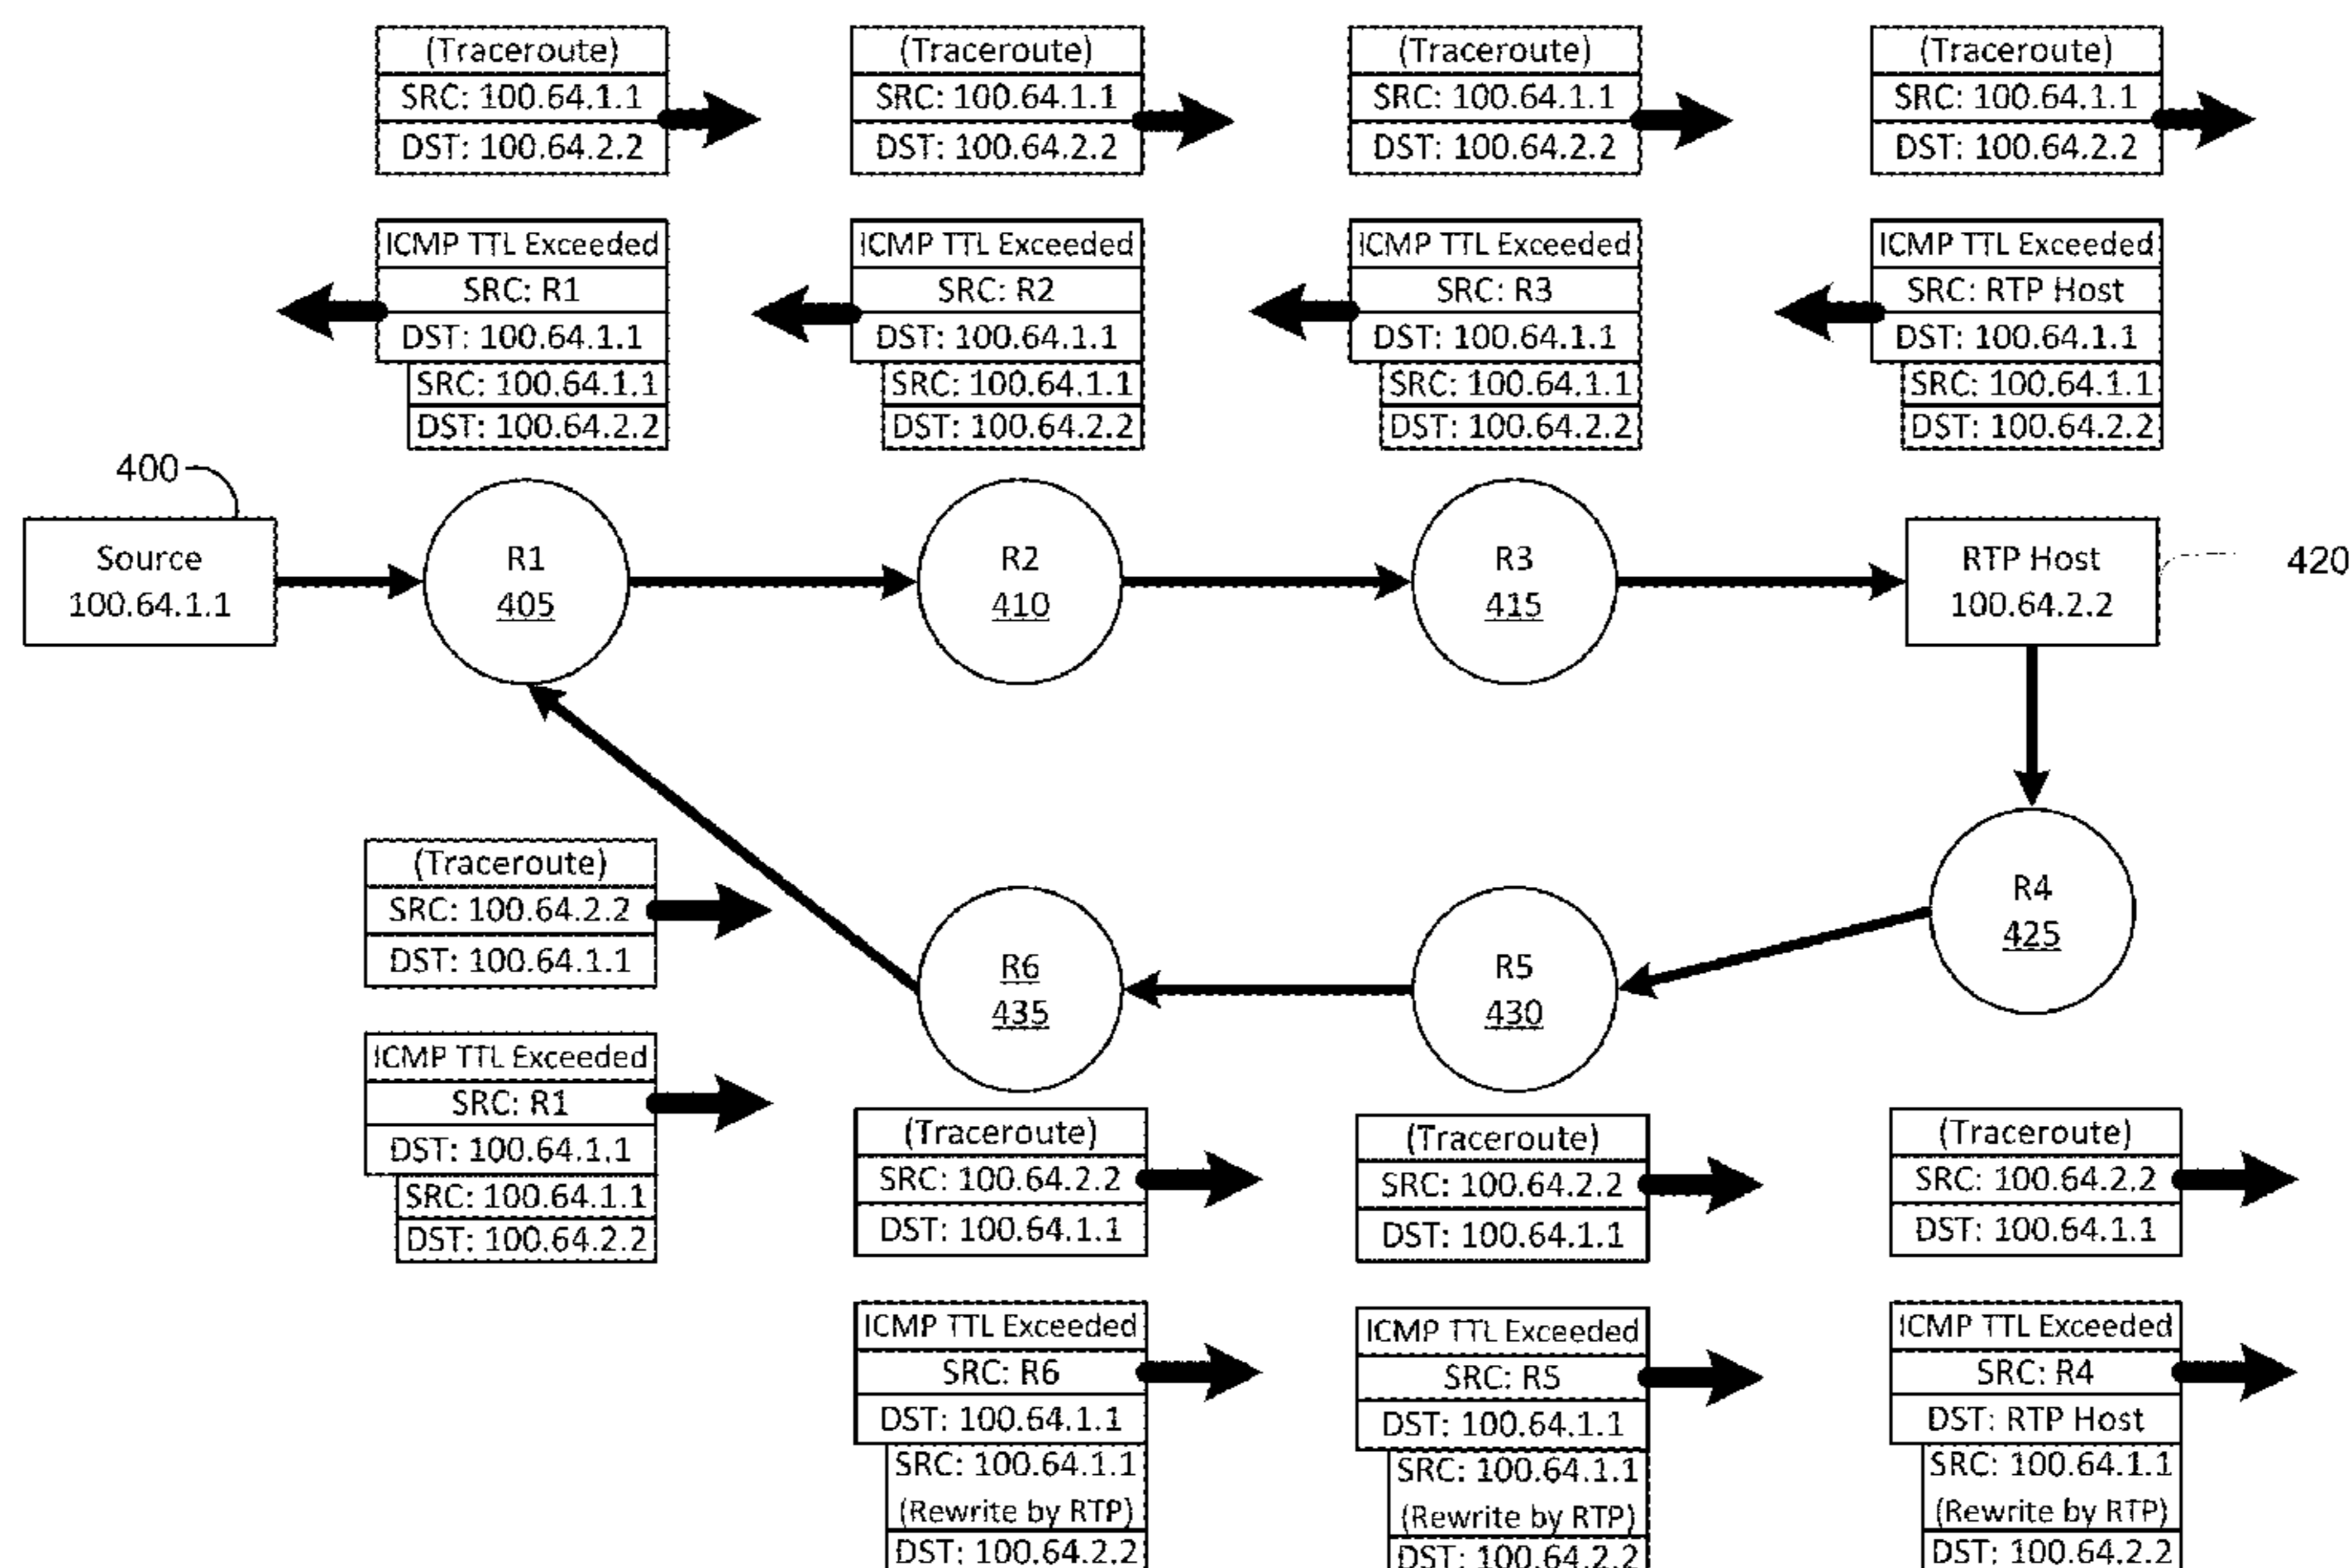 (Traceroute)
SRC: 100.64.1.1
DST: 100.64.2.2
(Traceroute)
SRC: 100.64.1.1
DST: 100.64.2.2
(Traceroute)
SRC: 100.64.1.1
DST: 100.64.2.2
(Traceroute)
SRC: 100.64.1.1
DST: 100.64.2.2
ICMP TTL Exceeded
SRC: R1
DST: 100.64.1.1
SRC: 100.64.1.1
DST: 100.64.2.2
ICMP TTL Exceeded
SRC: R2
DST: 100.64.1.1
SRC: 100.64.1.1
DST: 100.64.2.2
ICMP TTL Exceeded
SRC: R3
DST: 100.64.1.1
SRC: 100.64.1.1
DST: 100.64.2.2
ICMP TTL Exceeded
SRC: RTP Host
DST: 100.64.1.1
SRC: 100.64.1.1
DST: 100.64.2.2
400
Source
100.64.1.1
R1
405
R2
410
R3
415
RTP Host
100.64.2.2
420
R4
425
R5
430
R6
435
(Traceroute)
SRC: 100.64.2.2
DST: 100.64.1.1
ICMP TTL Exceeded
SRC: R1
DST: 100.64.1.1
SRC: 100.64.1.1
DST: 100.64.2.2
(Traceroute)
SRC: 100.64.2.2
DST: 100.64.1.1
(Traceroute)
SRC: 100.64.2.2
DST: 100.64.1.1
(Traceroute)
SRC: 100.64.2.2
DST: 100.64.1.1
ICMP TTL Exceeded
SRC: R6
DST: 100.64.1.1
SRC: 100.64.1.1
(Rewrite by RTP)
DST: 100.64.2.2
ICMP TTL Exceeded
SRC: R5
DST: 100.64.1.1
SRC: 100.64.1.1
(Rewrite by RTP)
DST: 100.64.2.2
ICMP TTL Exceeded
SRC: R4
DST: RTP Host
SRC: 100.64.1.1
(Rewrite by RTP)
DST: 100.64.2.2